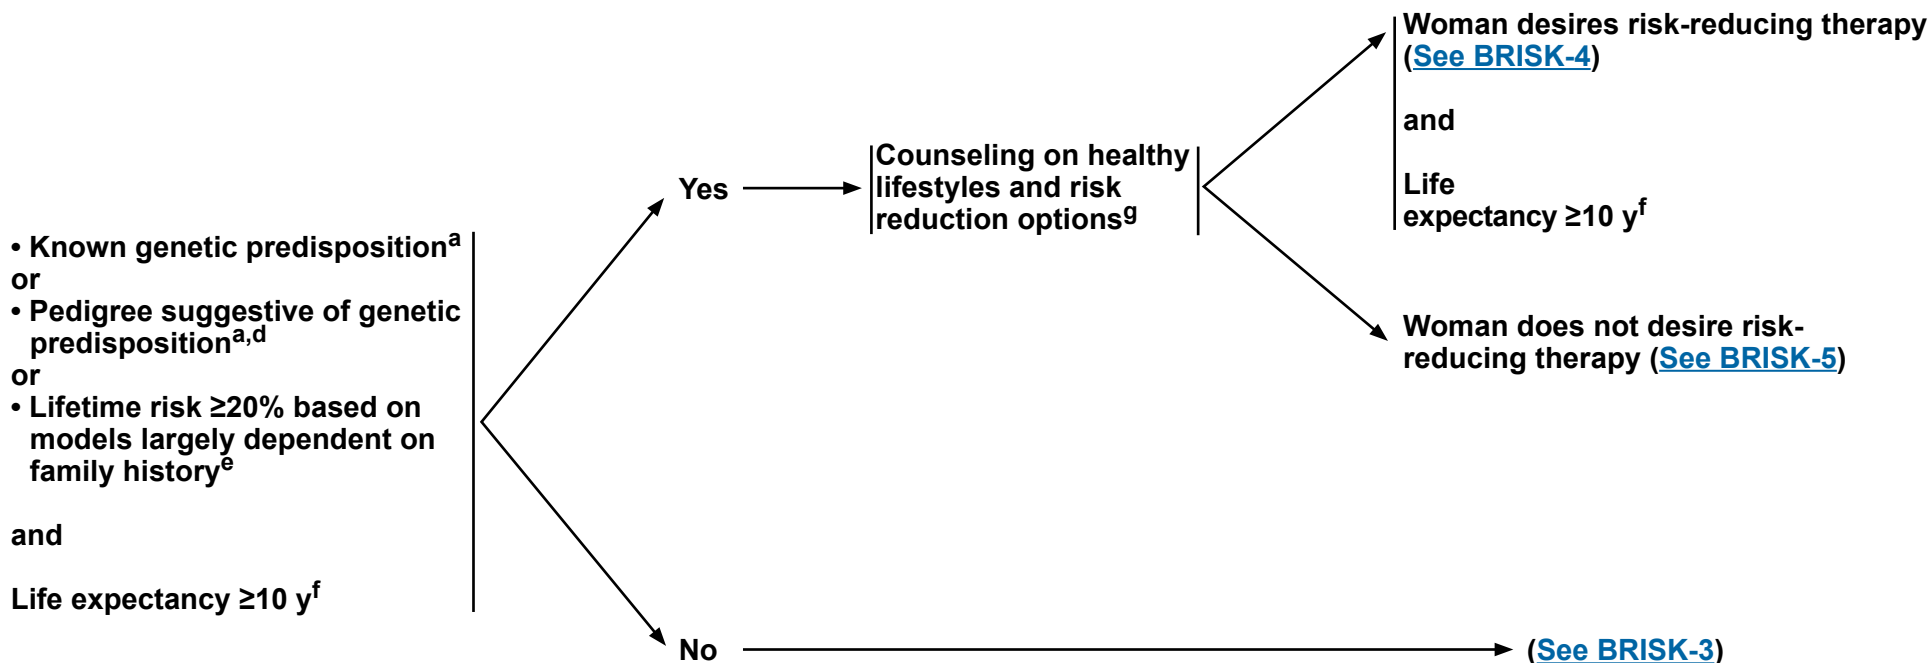 • Known genetic predispositionᵃ
or
• Pedigree suggestive of genetic
predispositionᵃ,ᵈ
or
• Lifetime risk ≥20% based on
models largely dependent on
family historyᵉ
and
Life expectancy ≥10 yᶠ
Yes
Counseling on healthy
lifestyles and risk
reduction optionsᵍ
Woman desires risk-reducing therapy
(See BRISK-4)
and
Life
expectancy ≥10 yᶠ
Woman does not desire risk-
reducing therapy (See BRISK-5)
No
(See BRISK-3)